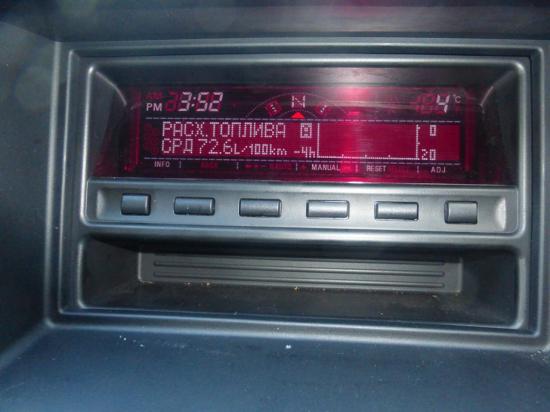 PM 3:52 N 4°C
РАСХ.ТОПЛИВА 0
СРД 72.6L/100km -4h 20
INFO MANUAL RESET ADJ